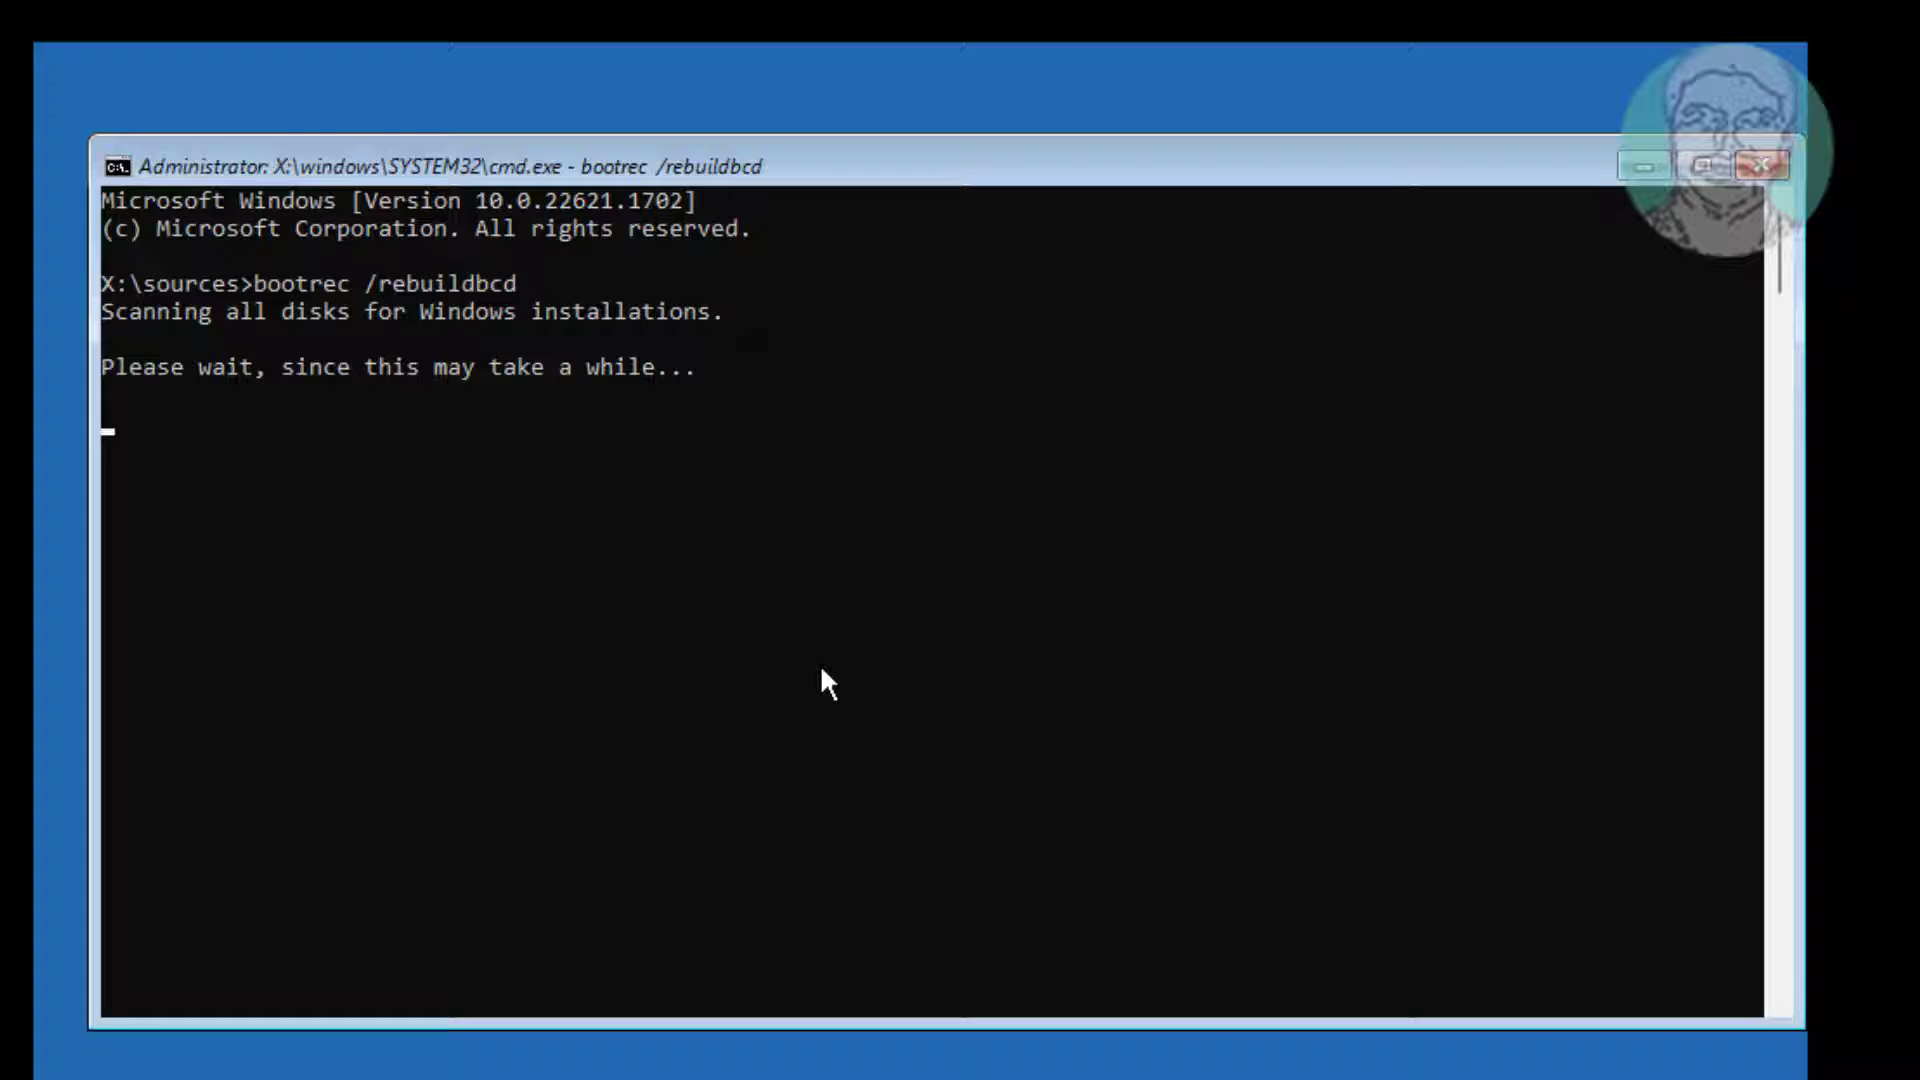 Administrator: X:\windows\SYSTEM32\cmd.exe - bootrec /rebuildbcd
Microsoft Windows [Version 10.0.22621.1702]
(c) Microsoft Corporation. All rights reserved.
X:\sources>bootrec /rebuildbcd
Scanning all disks for Windows installations.
Please wait, since this may take a while...